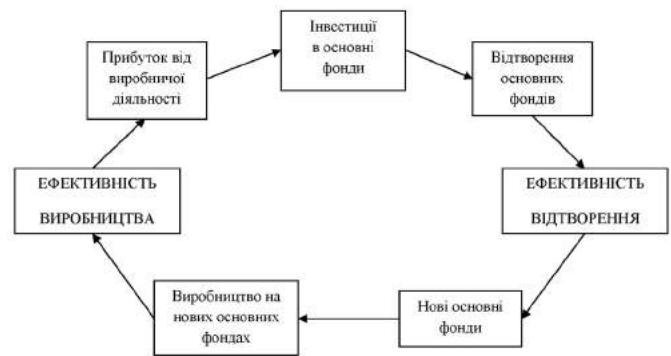 Інвестиції
в основні
фонди
Прибуток від
виробничої
діяльності
Відтворення
основних
фондів
ЕФЕКТИВНІСТЬ
ВИРОБНИЦТВА
ЕФЕКТИВНІСТЬ
ВІДТВОРЕННЯ
Виробництво на
нових основних
фондах
Нові основні
фонди